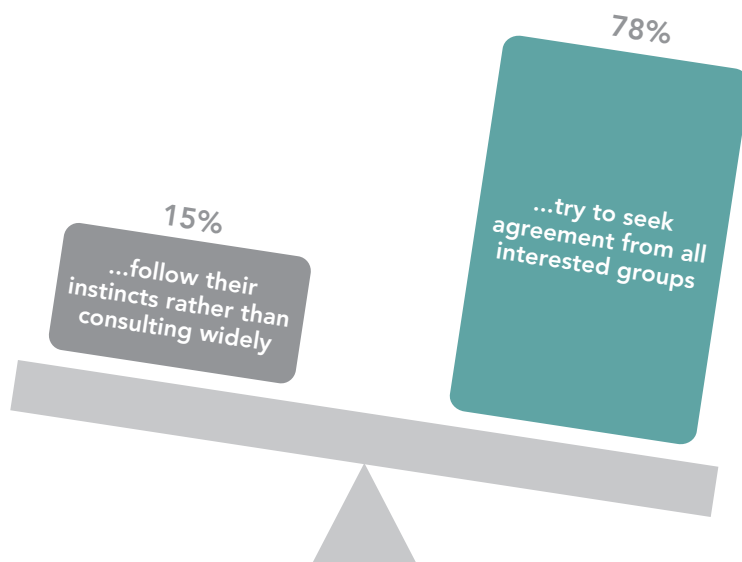 78%
...try to seek
agreement from all
interested groups
15%
...follow their
instincts rather than
consulting widely